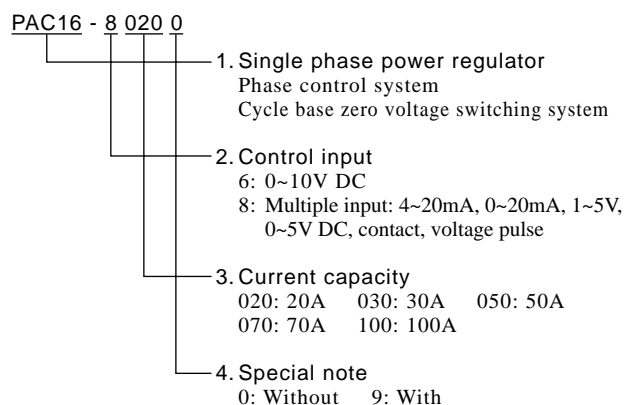 PAC16 - 8 020 0
1. Single phase power regulator
Phase control system
Cycle base zero voltage switching system
2. Control input
6: 0~10V DC
8: Multiple input: 4~20mA, 0~20mA, 1~5V,
0~5V DC, contact, voltage pulse
3. Current capacity
020: 20A 030: 30A 050: 50A
070: 70A 100: 100A
4. Special note
0: Without 9: With